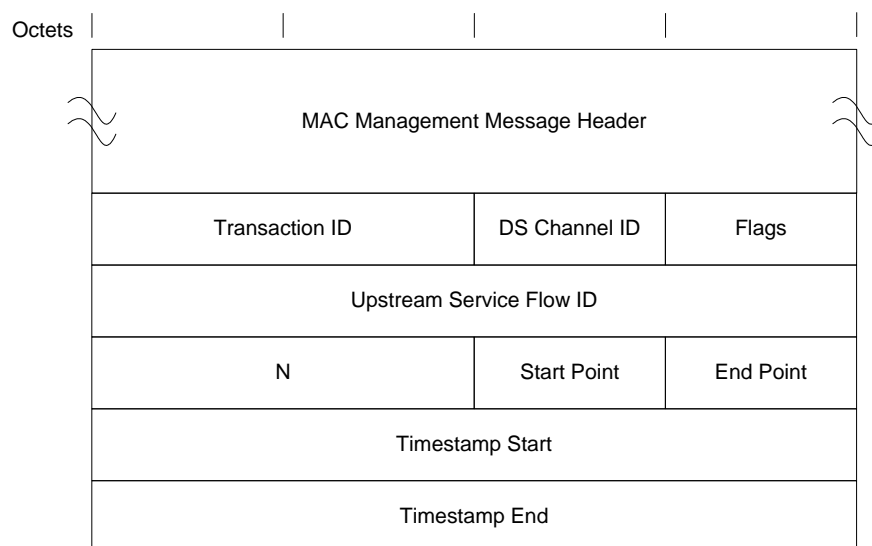 Octets
MAC Management Message Header
Transaction ID
DS Channel ID
Flags
Upstream Service Flow ID
N
Start Point
End Point
Timestamp Start
Timestamp End